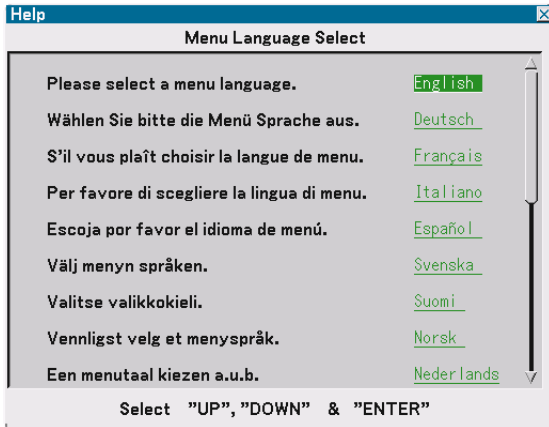 Help
Menu Language Select
Please select a menu language. English
Wählen Sie bitte die Menü Sprache aus. Deutsch
S'il vous plaît choisir la langue de menu. Français
Per favore di scegliere la lingua di menu. Italiano
Escoja por favor el idioma de menú. Español
Välj menyn språken. Svenska
Valitse valikkokieli. Suomi
Vennligst velg et menyspråk. Norsk
Een menutaal kiezen a.u.b. Nederlands
Select "UP", "DOWN" & "ENTER"